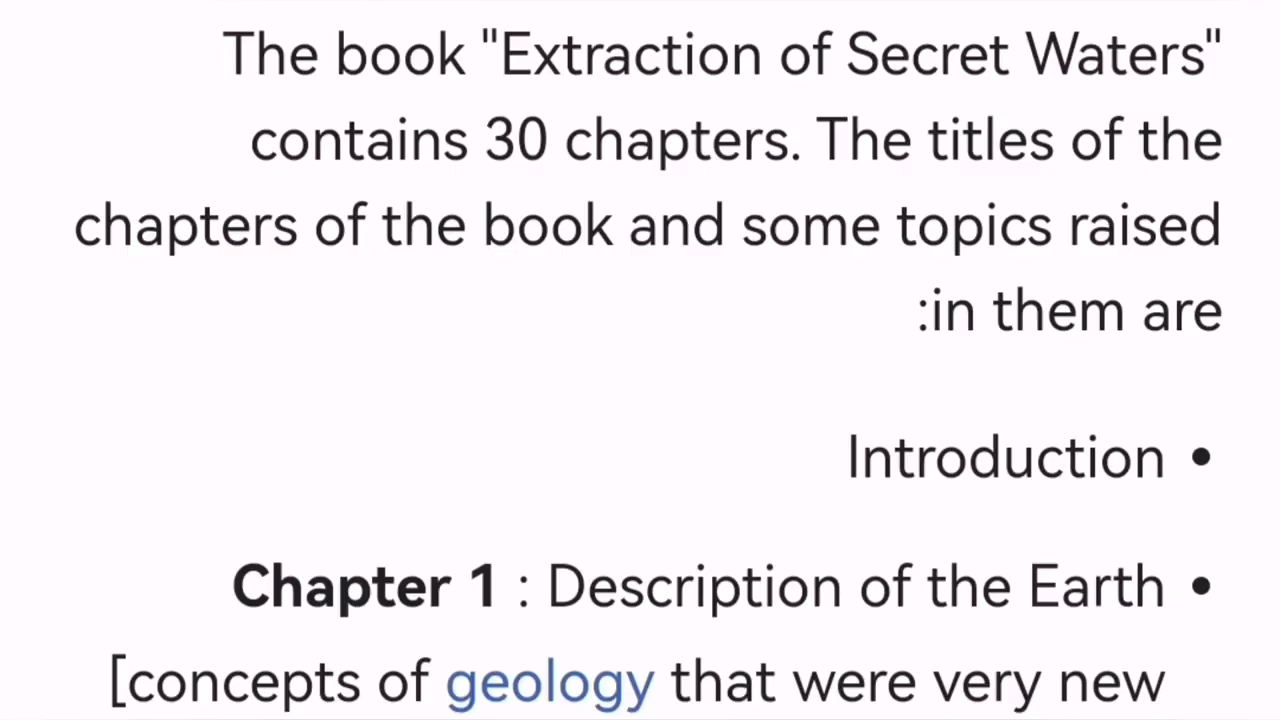 The book "Extraction of Secret Waters"
contains 30 chapters. The titles of the
chapters of the book and some topics raised
:in them are
Introduction •
Chapter 1 : Description of the Earth •
[concepts of geology that were very new